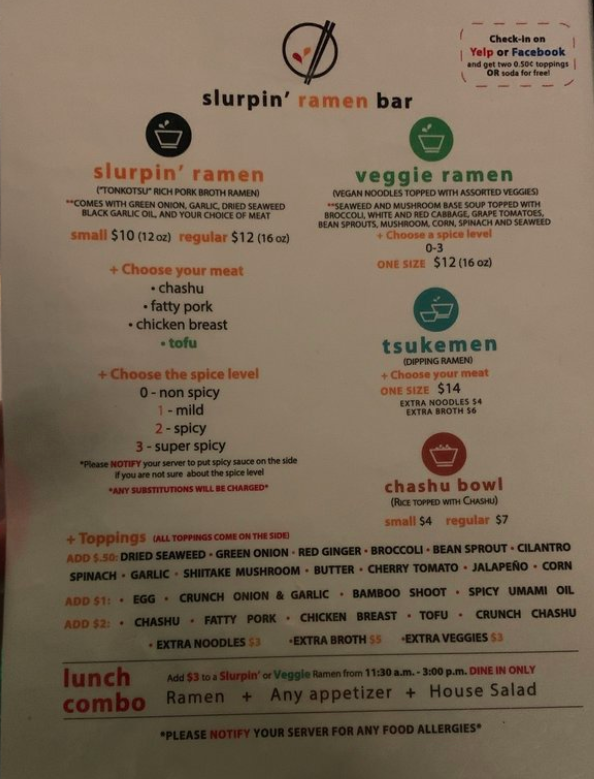 Check-in on
Yelp or Facebook
and get two 0.50¢ toppings
OR soda for free!
slurpin' ramen bar
slurpin' ramen
("TONKOTSU" RICH PORK BROTH RAMEN)
**COMES WITH GREEN ONION, GARLIC, DRIED SEAWEED
BLACK GARLIC OIL, AND YOUR CHOICE OF MEAT
small $10 (12 oz) regular $12 (16 oz)
+ Choose your meat
• chashu
• fatty pork
• chicken breast
• tofu
+ Choose the spice level
0 - non spicy
1 - mild
2 - spicy
3 - super spicy
*Please NOTIFY your server to put spicy sauce on the side
if you are not sure about the spice level
*ANY SUBSTITUTIONS WILL BE CHARGED*
veggie ramen
(VEGAN NOODLES TOPPED WITH ASSORTED VEGGIES)
**SEAWEED AND MUSHROOM BASE SOUP TOPPED WITH
BROCCOLI, WHITE AND RED CABBAGE, GRAPE TOMATOES,
BEAN SPROUTS, MUSHROOM, CORN, SPINACH AND SEAWEED
+ Choose a spice level
0-3
ONE SIZE $12 (16 oz)
tsukemen
(DIPPING RAMEN)
+ Choose your meat
ONE SIZE $14
EXTRA NOODLES $4
EXTRA BROTH $6
chashu bowl
(RICE TOPPED WITH CHASHU)
small $4 regular $7
+ Toppings (ALL TOPPINGS COME ON THE SIDE)
ADD $.50: DRIED SEAWEED • GREEN ONION • RED GINGER • BROCCOLI • BEAN SPROUT • CILANTRO
SPINACH • GARLIC • SHIITAKE MUSHROOM • BUTTER • CHERRY TOMATO • JALAPEÑO • CORN
ADD $1: • EGG • CRUNCH ONION & GARLIC • BAMBOO SHOOT • SPICY UMAMI OIL
ADD $2: • CHASHU • FATTY PORK • CHICKEN BREAST • TOFU • CRUNCH CHASHU
• EXTRA NOODLES $3 •EXTRA BROTH $5 •EXTRA VEGGIES $3
lunch combo
Add $3 to a Slurpin' or Veggie Ramen from 11:30 a.m. - 3:00 p.m. DINE IN ONLY
Ramen + Any appetizer + House Salad
*PLEASE NOTIFY YOUR SERVER FOR ANY FOOD ALLERGIES*